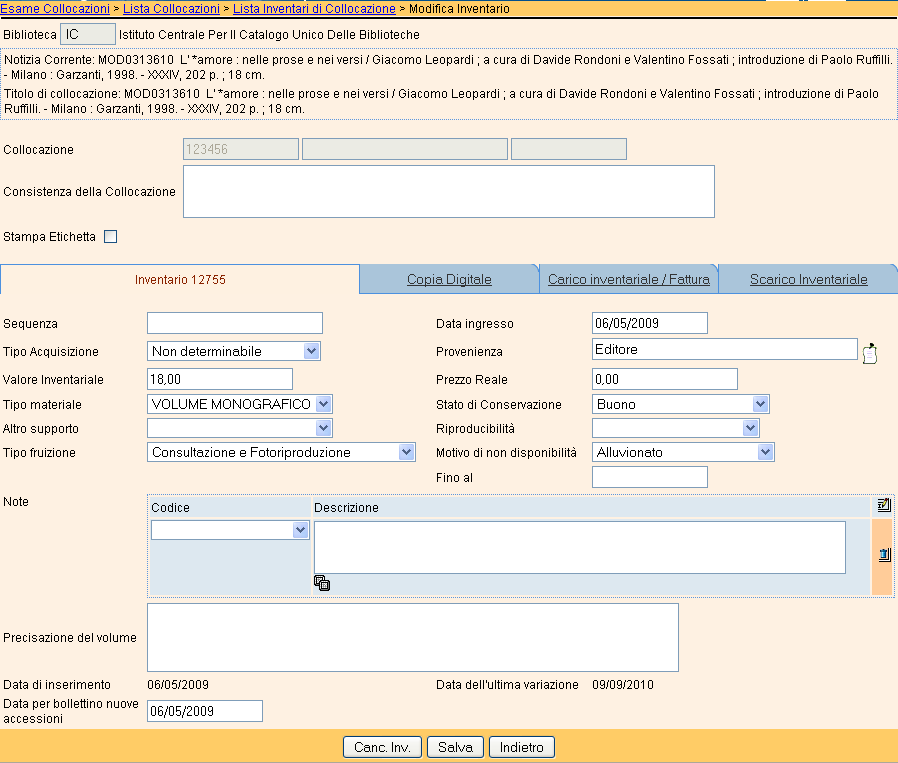 Esame Collocazioni > Lista Collocazioni > Lista Inventari di Collocazione > Modifica Inventario
Biblioteca IC Istituto Centrale Per Il Catalogo Unico Delle Biblioteche
Notizia Corrente: MOD0313610 L' *amore : nelle prose e nei versi / Giacomo Leopardi ; a cura di Davide Rondoni e Valentino Fossati ; introduzione di Paolo Ruffilli.
- Milano : Garzanti, 1998. - XXXIV, 202 p. ; 18 cm.
Titolo di collocazione: MOD0313610 L' *amore : nelle prose e nei versi / Giacomo Leopardi ; a cura di Davide Rondoni e Valentino Fossati ; introduzione di Paolo
Ruffilli. - Milano : Garzanti, 1998. - XXXIV, 202 p. ; 18 cm.
Collocazione 123456
Consistenza della Collocazione
Stampa Etichetta
Inventario 12755 Copia Digitale Carico inventariale / Fattura Scarico Inventariale
Sequenza Data ingresso 06/05/2009
Tipo Acquisizione Non determinabile Provenienza Editore
Valore Inventariale 18,00 Prezzo Reale 0,00
Tipo materiale VOLUME MONOGRAFICO Stato di Conservazione Buono
Altro supporto Riproducibilità
Tipo fruizione Consultazione e Fotoriproduzione Motivo di non disponibilità Alluvionato
Fino al
Note Codice Descrizione
Precisazione del volume
Data di inserimento 06/05/2009 Data dell'ultima variazione 09/09/2010
Data per bollettino nuove
accessioni 06/05/2009
Canc. Inv. Salva Indietro